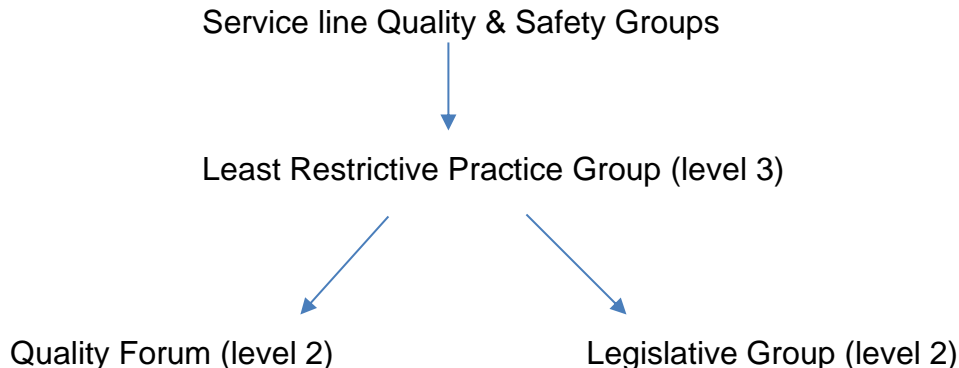 Service line Quality & Safety Groups
Least Restrictive Practice Group (level 3)
Quality Forum (level 2)
Legislative Group (level 2)